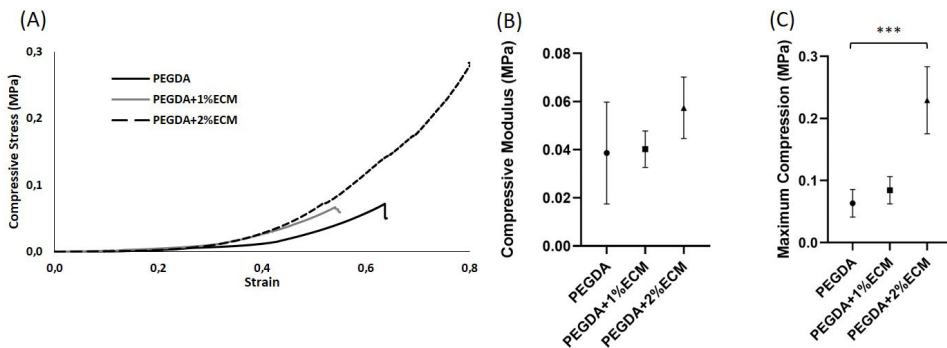 (A)
Compressive Stress (MPa)
0,3
0,2
0,1
0,0
0,0
0,2
0,4
0,6
0,8
Strain
PEGDA
PEGDA+1%ECM
PEGDA+2%ECM
(B)
Compressive Modulus (MPa)
0.08
0.06
0.04
0.02
0.00
PEGDA
PEGDA+1%ECM
PEGDA+2%ECM
(C)
Maximum Compression (MPa)
0.3
0.2
0.1
0.0
***
PEGDA
PEGDA+1%ECM
PEGDA+2%ECM